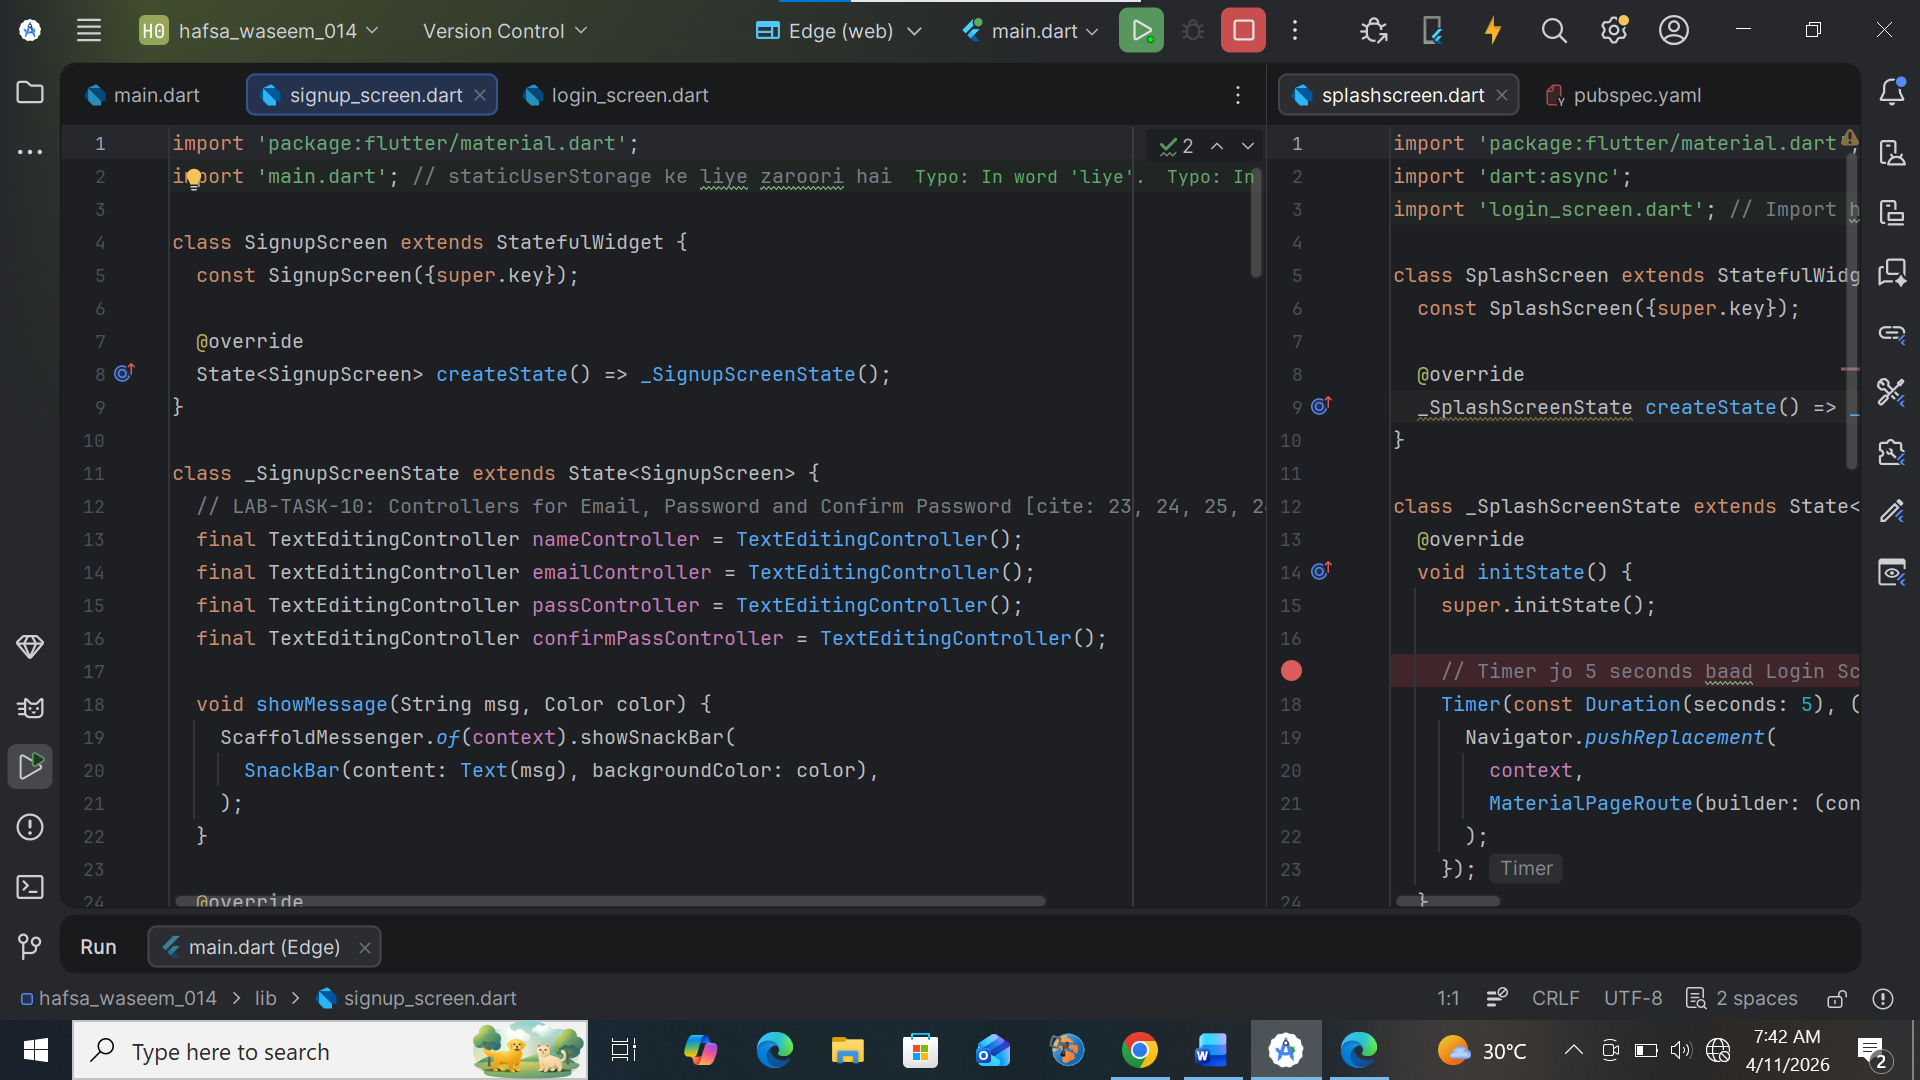 H0 hafsa_waseem_014 Version Control Edge (web) main.dart
main.dart signup_screen.dart login_screen.dart
1 import 'package:flutter/material.dart'; 2
2 import 'main.dart'; // staticUserStorage ke liye zaroori hai Typo: In word 'liye'. Typo: In
3
4 class SignupScreen extends StatefulWidget {
5 const SignupScreen({super.key});
6
7 @override
8 State<SignupScreen> createState() => _SignupScreenState();
9 }
10
11 class _SignupScreenState extends State<SignupScreen> {
12 // LAB-TASK-10: Controllers for Email, Password and Confirm Password [cite: 23, 24, 25, 2
13 final TextEditingController nameController = TextEditingController();
14 final TextEditingController emailController = TextEditingController();
15 final TextEditingController passController = TextEditingController();
16 final TextEditingController confirmPassController = TextEditingController();
17
18 void showMessage(String msg, Color color) {
19 ScaffoldMessenger.of(context).showSnackBar(
20 SnackBar(content: Text(msg), backgroundColor: color),
21 );
22 }
23
24 @override
splashscreen.dart pubspec.yaml
1 import 'package:flutter/material.dart';
2 import 'dart:async';
3 import 'login_screen.dart'; // Import h
4
5 class SplashScreen extends StatefulWidg
6 const SplashScreen({super.key});
7
8 @override
9 _SplashScreenState createState() => _
10 }
11
12 class _SplashScreenState extends State<
13 @override
14 void initState() {
15 super.initState();
16
// Timer jo 5 seconds baad Login Sc
18 Timer(const Duration(seconds: 5), (
19 Navigator.pushReplacement(
20 context,
21 MaterialPageRoute(builder: (con
22 );
23 }); Timer
24 }
Run main.dart (Edge)
hafsa_waseem_014 > lib > signup_screen.dart 1:1 CRLF UTF-8 2 spaces
Type here to search 30°C 7:42 AM
4/11/2026 2